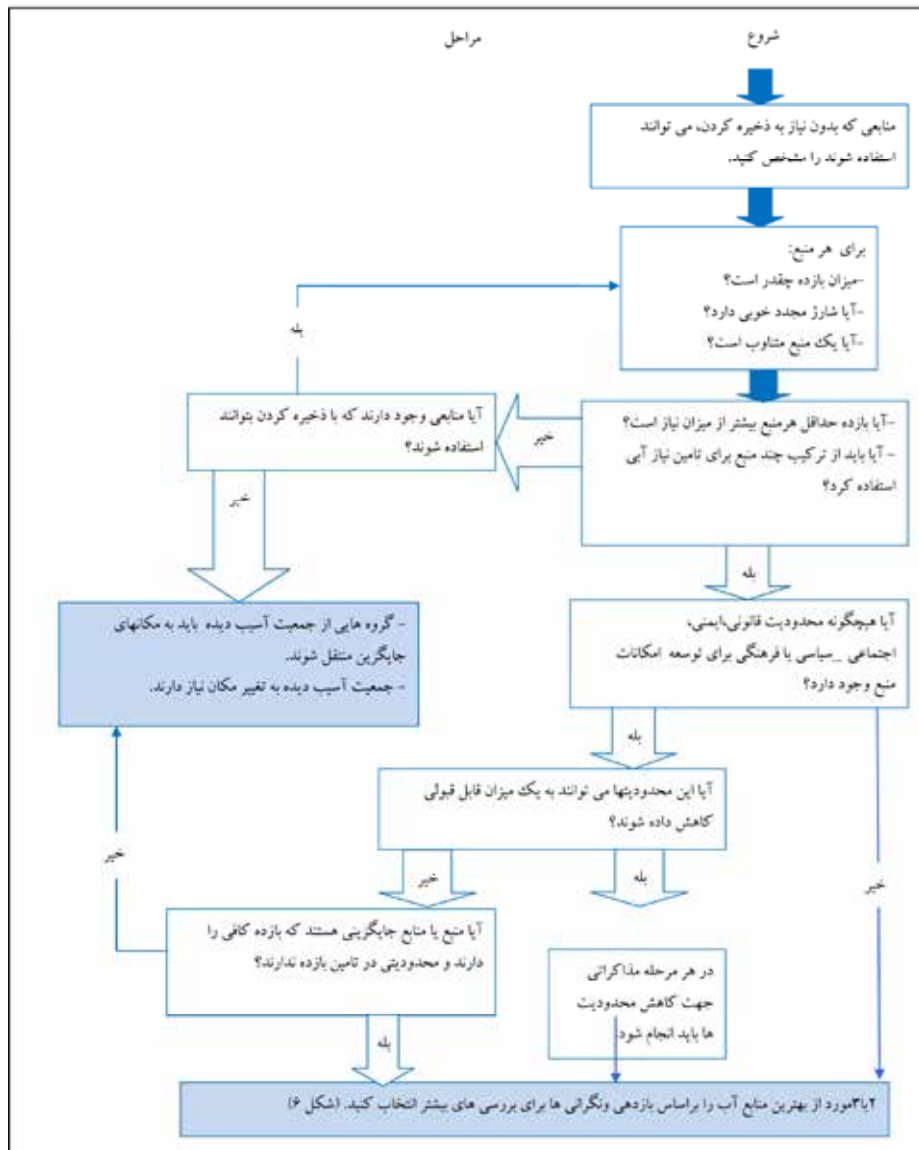 شروع
مراحل
منابعی که بدون نیاز به ذخیره کردن، می توانند
استفاده شوند را مشخص کنید.
برای هر منبع:
-میزان بازده چقدر است؟
-آیا شارژ مجدد خوبی دارد؟
-آیا یک منبع متناوب است؟
بله
-آیا بازده حداقل هرمنبع بیشتر از میزان نیاز است؟
- آیا باید از ترکیب چند منبع برای تامین نیاز آبی
استفاده کرد؟
خیر
آیا منابعی وجود دارند که با ذخیره کردن بتوانند
استفاده شوند؟
خیر
بله
- گروه هایی از جمعیت آسیب دیده باید به مکانهای
جایگزین منتقل شوند.
- جمعیت آسیب دیده به تغییر مکان نیاز دارند.
آیا هیچگونه محدودیت قانونی،ایمنی،
اجتماعی _سیاسی یا فرهنگی برای توسعه امکانات
منبع وجود دارد؟
بله
خیر
آیا این محدودیتها می توانند به یک میزان قابل قبولی
کاهش داده شوند؟
بله
خیر
خیر
آیا منبع یا منابع جایگزینی هستند که بازده کافی را
دارند و محدودیتی در تامین بازده ندارند؟
در هر مرحله مذاکراتی
جهت کاهش محدودیت
ها باید انجام شود
بله
۲یا۳مورد از بهترین منابع آب را براساس بازدهی ونگرانی ها برای بررسی های بیشتر انتخاب کنید. (شکل ۶)